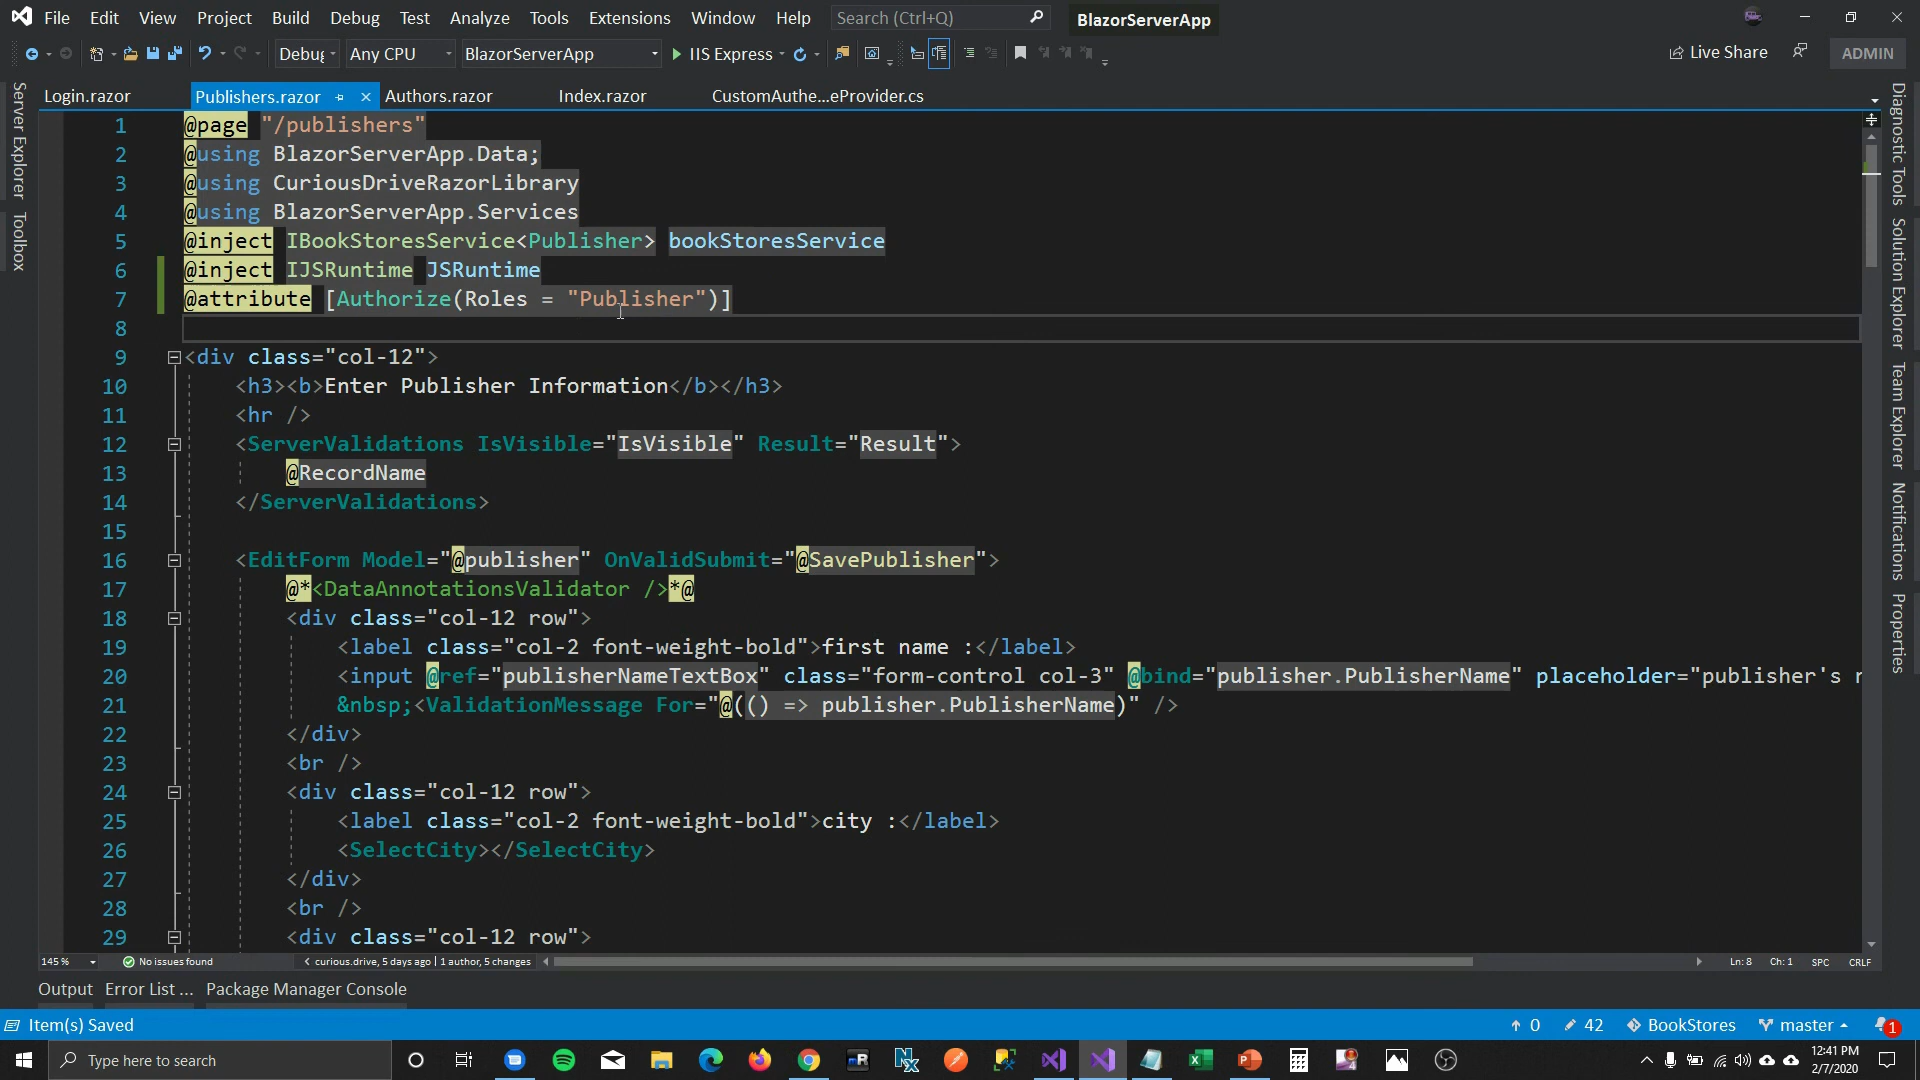 File Edit View Project Build Debug Test Analyze Tools Extensions Window Help Search (Ctrl+Q) BlazorServerApp
Debug Any CPU BlazorServerApp IIS Express Live Share ADMIN
Login.razor Publishers.razor Authors.razor Index.razor CustomAuthe...eProvider.cs
Server Explorer
Toolbox
1 @page "/publishers"
2 @using BlazorServerApp.Data;
3 @using CuriousDriveRazorLibrary
4 @using BlazorServerApp.Services
5 @inject IBookStoresService<Publisher> bookStoresService
6 @inject IJSRuntime JSRuntime
7 @attribute [Authorize(Roles = "Publisher")]
8
9 <div class="col-12">
10 <h3><b>Enter Publisher Information</b></h3>
11 <hr />
12 <ServerValidations IsVisible="IsVisible" Result="Result">
13 @RecordName
14 </ServerValidations>
15
16 <EditForm Model="@publisher" OnValidSubmit="@SavePublisher">
17 @*<DataAnnotationsValidator />*@
18 <div class="col-12 row">
19 <label class="col-2 font-weight-bold">first name :</label>
20 <input @ref="publisherNameTextBox" class="form-control col-3" @bind="publisher.PublisherName" placeholder="publisher's
21 &nbsp;<ValidationMessage For="@(() => publisher.PublisherName)" />
22 </div>
23 <br />
24 <div class="col-12 row">
25 <label class="col-2 font-weight-bold">city :</label>
26 <SelectCity></SelectCity>
27 </div>
28 <br />
29 <div class="col-12 row">
Diagnostic Tools
Solution Explorer
Team Explorer
Notifications
Properties
145 % No issues found curious.drive, 5 days ago | 1 author, 5 changes Ln: 8 Ch: 1 SPC CRLF
Output Error List ... Package Manager Console
Item(s) Saved 0 42 BookStores master 1
Type here to search 12:41 PM
2/7/2020